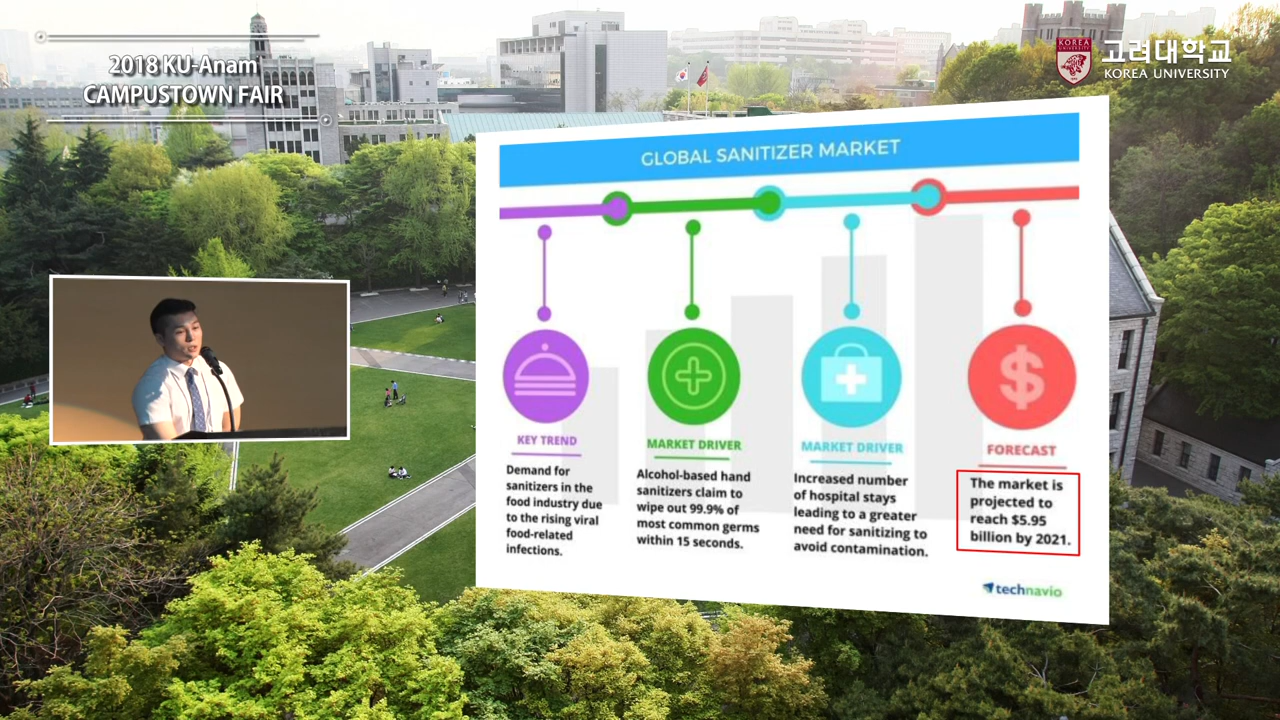 2018 KU-Anam
CAMPUSTOWN FAIR
KOREA
UNIVERSITY
고려대학교
KOREA UNIVERSITY
GLOBAL SANITIZER MARKET
KEY TREND
Demand for
sanitizers in the
food industry due
to the rising viral
food-related
infections.
MARKET DRIVER
Alcohol-based hand
sanitizers claim to
wipe out 99.9% of
most common germs
within 15 seconds.
MARKET DRIVER
Increased number
of hospital stays
leading to a greater
need for sanitizing to
avoid contamination.
FORECAST
The market is
projected to
reach $5.95
billion by 2021.
technavio